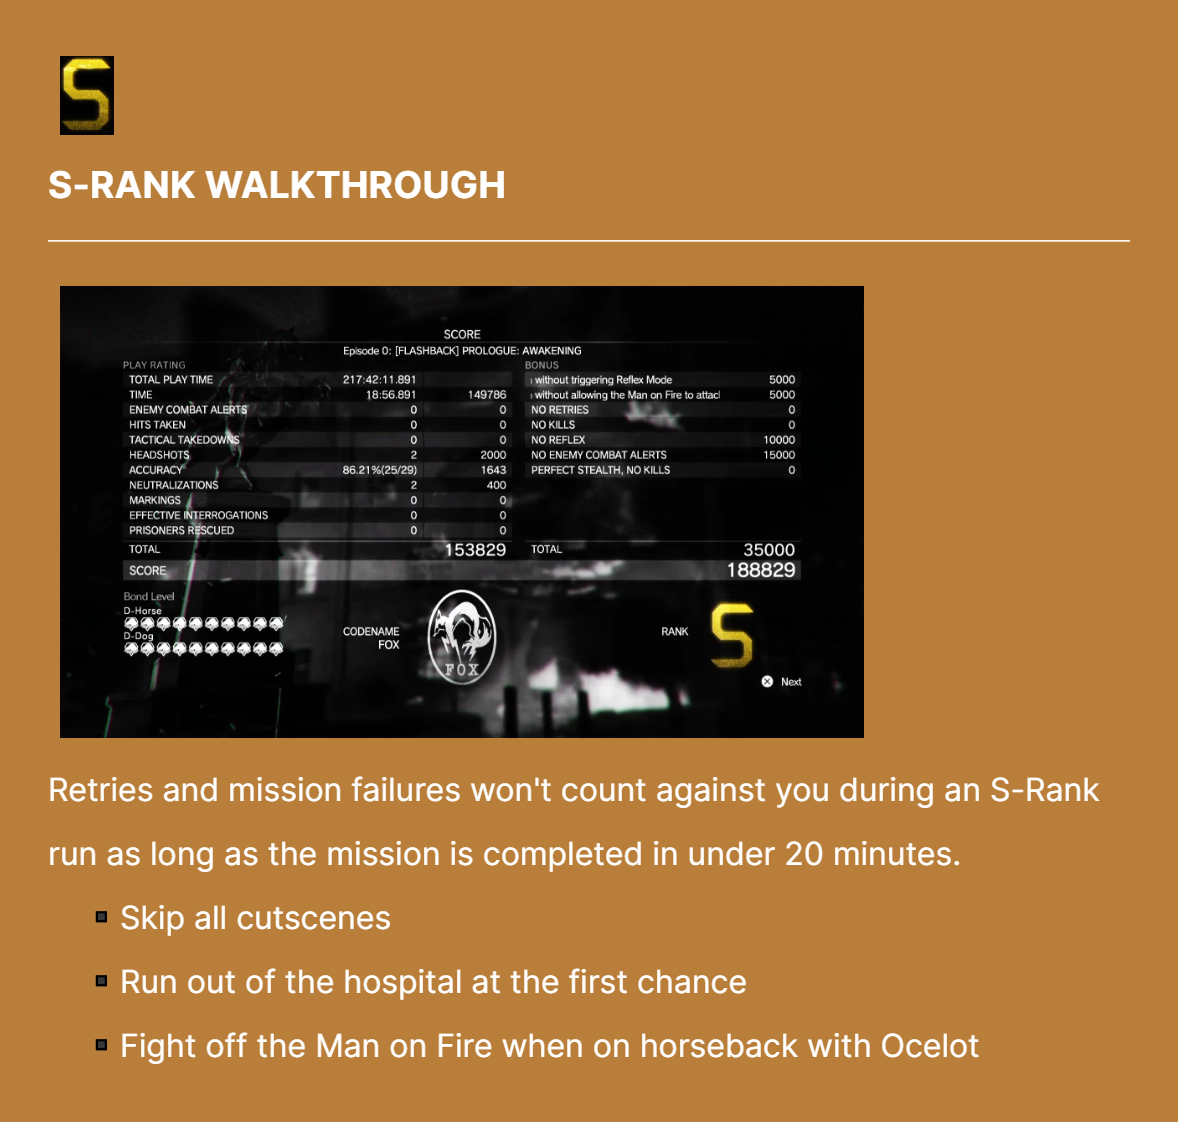 S
S-RANK WALKTHROUGH
SCORE
Episode 0: [FLASHBACK] PROLOGUE: AWAKENING
PLAY RATING
TOTAL PLAY TIME 217:42:11.891
TIME 18:56.891 149786
ENEMY COMBAT ALERTS 0 0
HITS TAKEN 0 0
TACTICAL TAKEDOWNS 0 0
HEADSHOTS 2 2000
ACCURACY 86.21%(25/29) 1643
NEUTRALIZATIONS 2 400
MARKINGS 0 0
EFFECTIVE INTERROGATIONS 0 0
PRISONERS RESCUED 0 0
TOTAL 153829
BONUS
without triggering Reflex Mode 5000
without allowing the Man on Fire to attac 5000
NO RETRIES 0
NO KILLS 0
NO REFLEX 10000
NO ENEMY COMBAT ALERTS 15000
PERFECT STEALTH, NO KILLS 0
TOTAL 35000
SCORE 188829
Bond Level
D-Horse
D-Dog
CODENAME
FOX
FOX
RANK S
Next
Retries and mission failures won't count against you during an S-Rank
run as long as the mission is completed in under 20 minutes.
Skip all cutscenes
Run out of the hospital at the first chance
Fight off the Man on Fire when on horseback with Ocelot